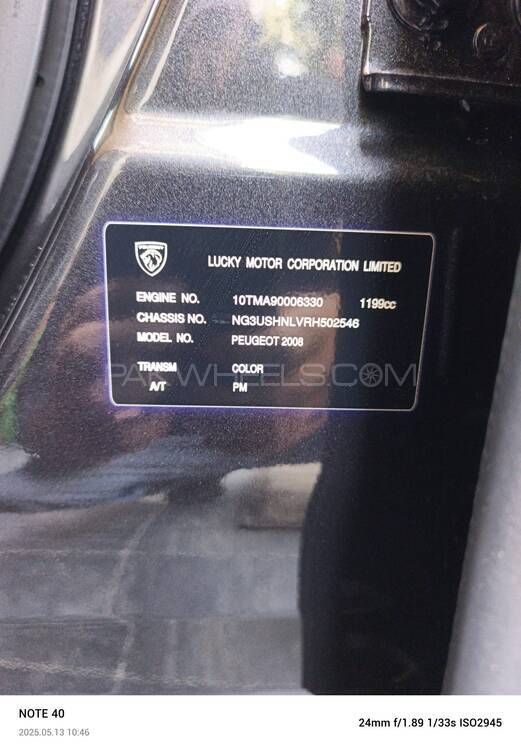 PEUGEOT
LUCKY MOTOR CORPORATION LIMITED
ENGINE NO. 10TMA90006330 1199cc
CHASSIS NO. NG3USHNLVRH502546
MODEL NO. PEUGEOT 2008
TRANSM COLOR
A/T PM
PAKWHEELS.COM
NOTE 40
2025.05.13 10:46
24mm f/1.89 1/33s ISO2945